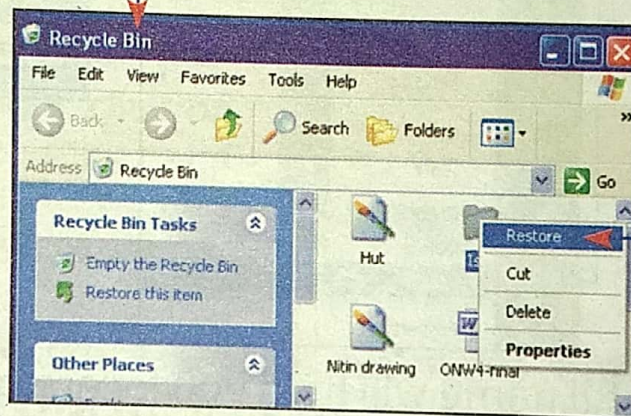 Recycle Bin
File Edit View Favorites Tools Help
Back Search Folders
Address Recycle Bin Go
Recycle Bin Tasks
Empty the Recycle Bin
Restore this item
Other Places
Hut
Nitin drawing ONW4-final
Restore
Cut
Delete
Properties